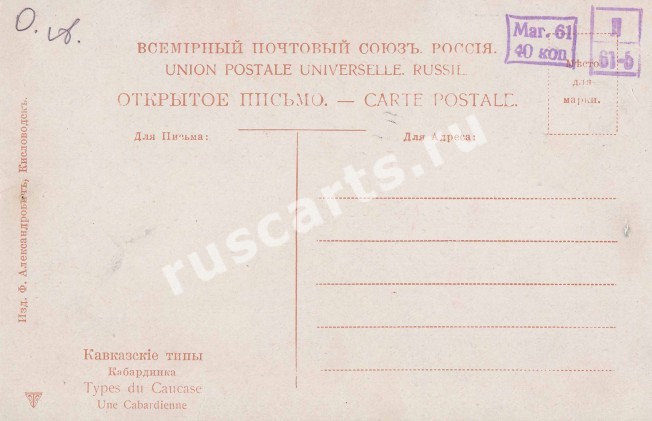 О. А.
Маг. 61
40 коп
П
61-5
ВСЕМІРНЫЙ ПОЧТОВЫЙ СОЮЗЪ. РОССІЯ.
UNION POSTALE UNIVERSELLE. RUSSIE.
ОТКРЫТОЕ ПИСЬМО. — CARTE POSTALE.
Мѣсто
для
марки.
Для Письма:
Для Адреса:
Изд. Ф. Александровичъ, Кисловодскъ.
ruscarts.ru
Кавказскіе типы
Кабардинка
Types du Caucase
Une Cabardienne